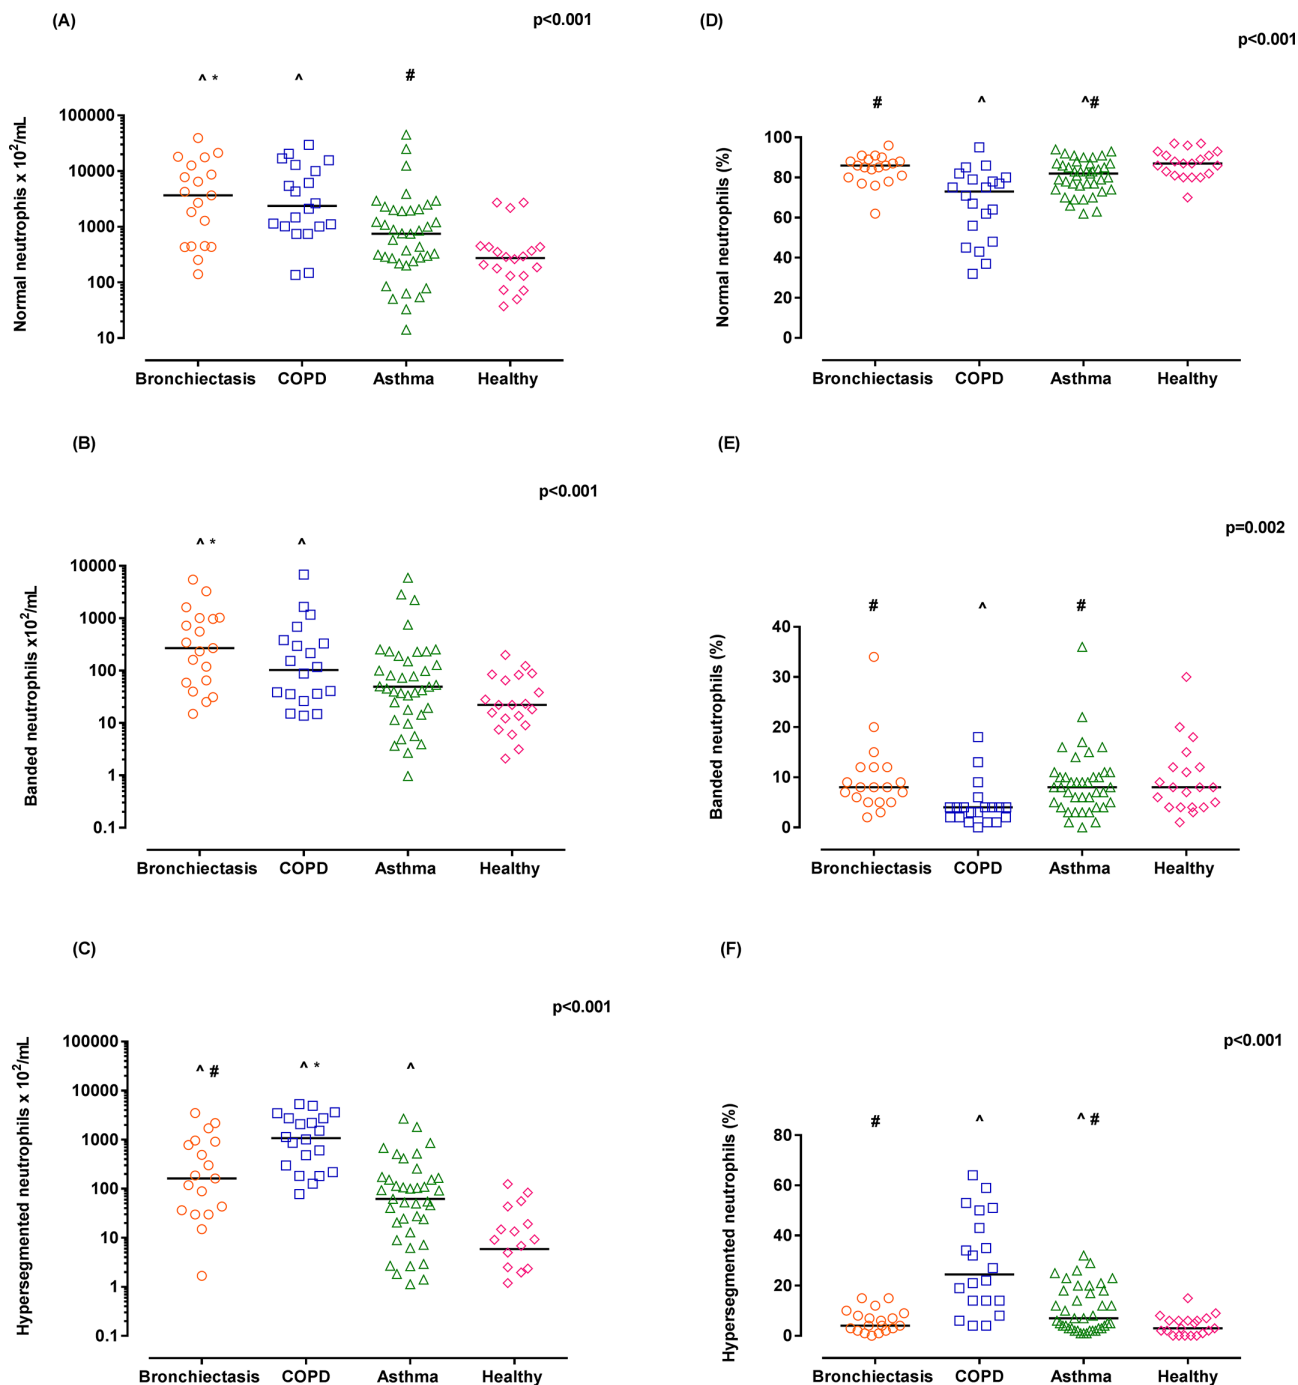 (A)
p<0.001
^ *
^
#
Normal neutrophils x 10²/mL
100000
10000
1000
100
10
Bronchiectasis
COPD
Asthma
Healthy
(D)
p<0.001
#
^
^#
Normal neutrophils (%)
100
80
60
40
20
0
Bronchiectasis
COPD
Asthma
Healthy
(B)
p<0.001
^ *
^
Banded neutrophils x10²/mL
10000
1000
100
10
1
0.1
Bronchiectasis
COPD
Asthma
Healthy
(E)
p=0.002
#
^
#
Banded neutrophils (%)
40
30
20
10
0
Bronchiectasis
COPD
Asthma
Healthy
(C)
p<0.001
^ #
^ *
^
Hypersegmented neutrophils x 10²/mL
100000
10000
1000
100
10
1
0.1
Bronchiectasis
COPD
Asthma
Healthy
(F)
p<0.001
#
^
^ #
Hypersegmented neutrophils (%)
80
60
40
20
0
Bronchiectasis
COPD
Asthma
Healthy